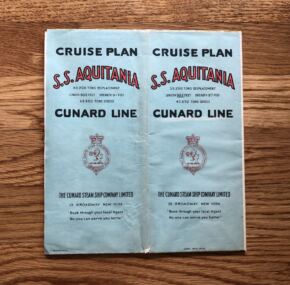 CRUISE PLAN
S.S. AQUITANIA
CUNARD LINE
THE CUNARD STEAM SHIP COMPANY LIMITED
25 BROADWAY, NEW YORK
"Book through your local Agent
No one can serve you better"
CRUISE PLAN
S.S. AQUITANIA
CUNARD LINE
THE CUNARD STEAM SHIP COMPANY LIMITED
25 BROADWAY, NEW YORK
"Book through your local Agent
No one can serve you better"